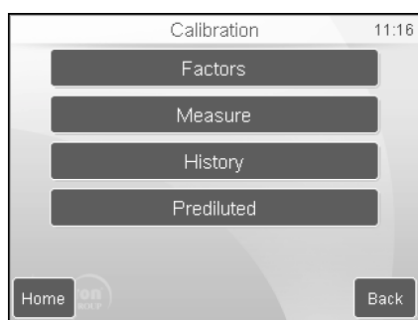 Calibration 11:16
Factors
Measure
History
Prediluted
Home Back